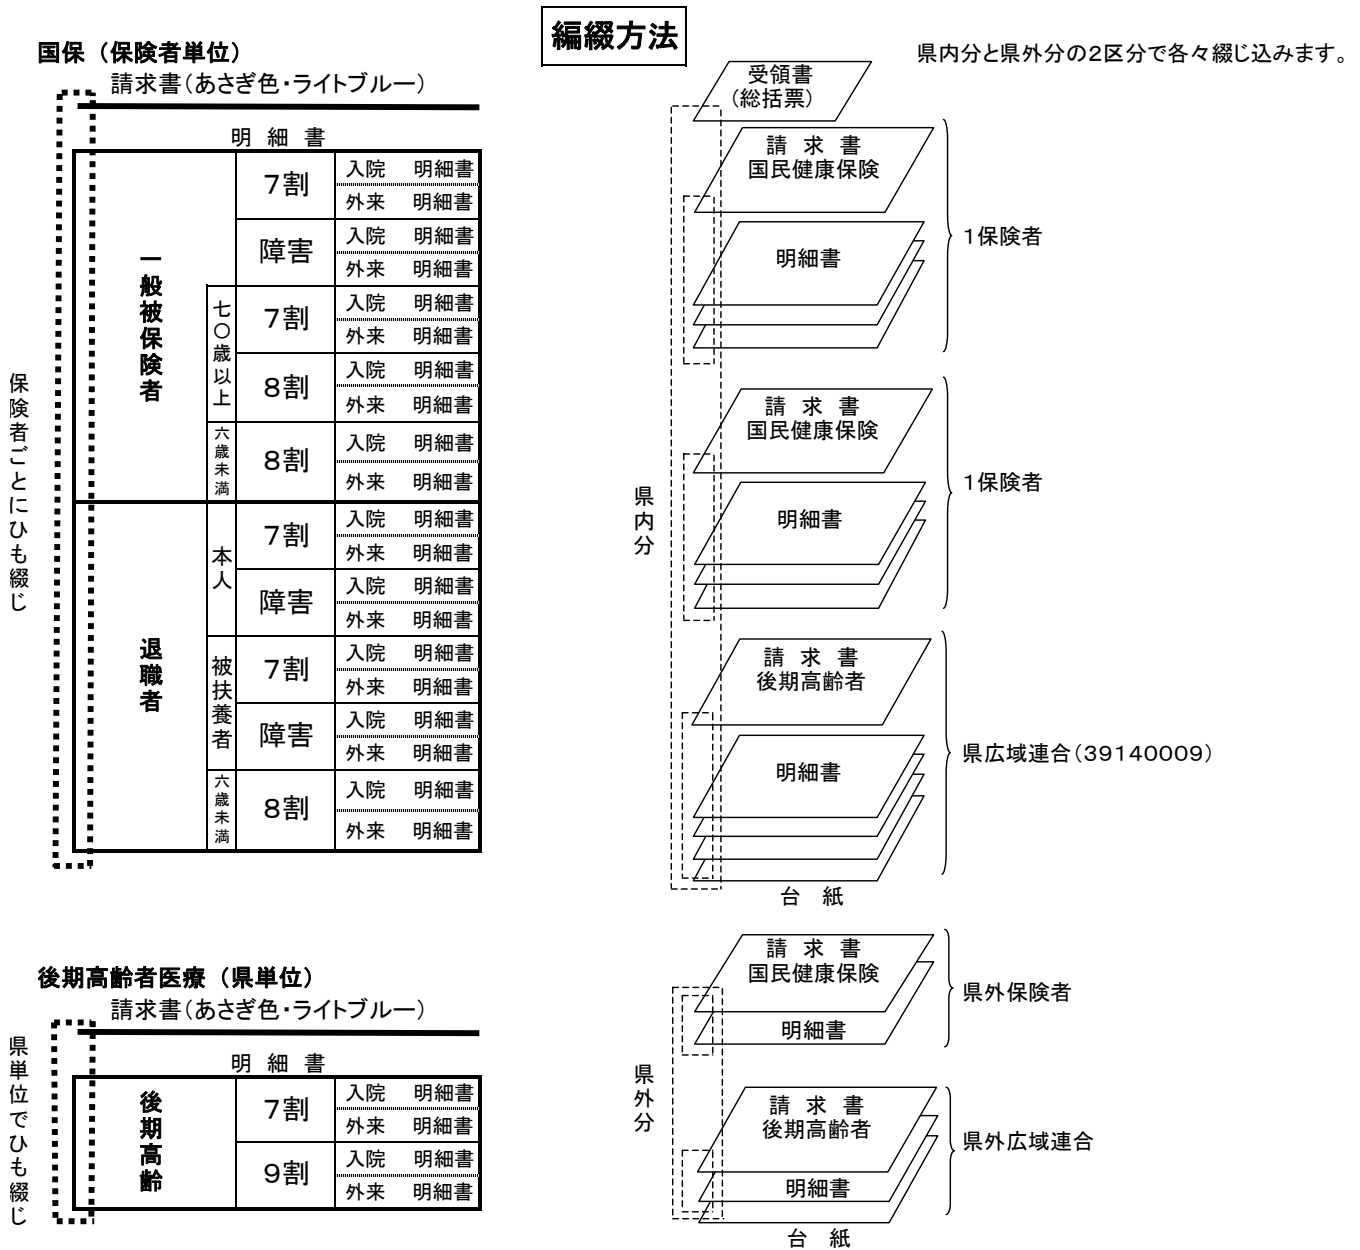 編綴方法
国保（保険者単位）
請求書（あさぎ色・ライトブルー）
明 細 書
保険者ごとにひも綴じ
一般被保険者
7割
入院 明細書
外来 明細書
障害
入院 明細書
外来 明細書
七〇歳以上
7割
入院 明細書
外来 明細書
8割
入院 明細書
外来 明細書
六歳未満
8割
入院 明細書
外来 明細書
退職者
本人
7割
入院 明細書
外来 明細書
障害
入院 明細書
外来 明細書
被扶養者
7割
入院 明細書
外来 明細書
障害
入院 明細書
外来 明細書
六歳未満
8割
入院 明細書
外来 明細書
後期高齢者医療（県単位）
請求書（あさぎ色・ライトブルー）
明 細 書
県単位でひも綴じ
後期高齢
7割
入院 明細書
外来 明細書
9割
入院 明細書
外来 明細書
県内分と県外分の2区分で各々綴じ込みます。
受領書
（総括票）
県内分
請 求 書
国民健康保険
明細書
1保険者
請 求 書
国民健康保険
明細書
1保険者
請 求 書
後期高齢者
明細書
県広域連合（39140009）
台 紙
県外分
請 求 書
国民健康保険
明細書
県外保険者
請 求 書
後期高齢者
明細書
県外広域連合
台 紙